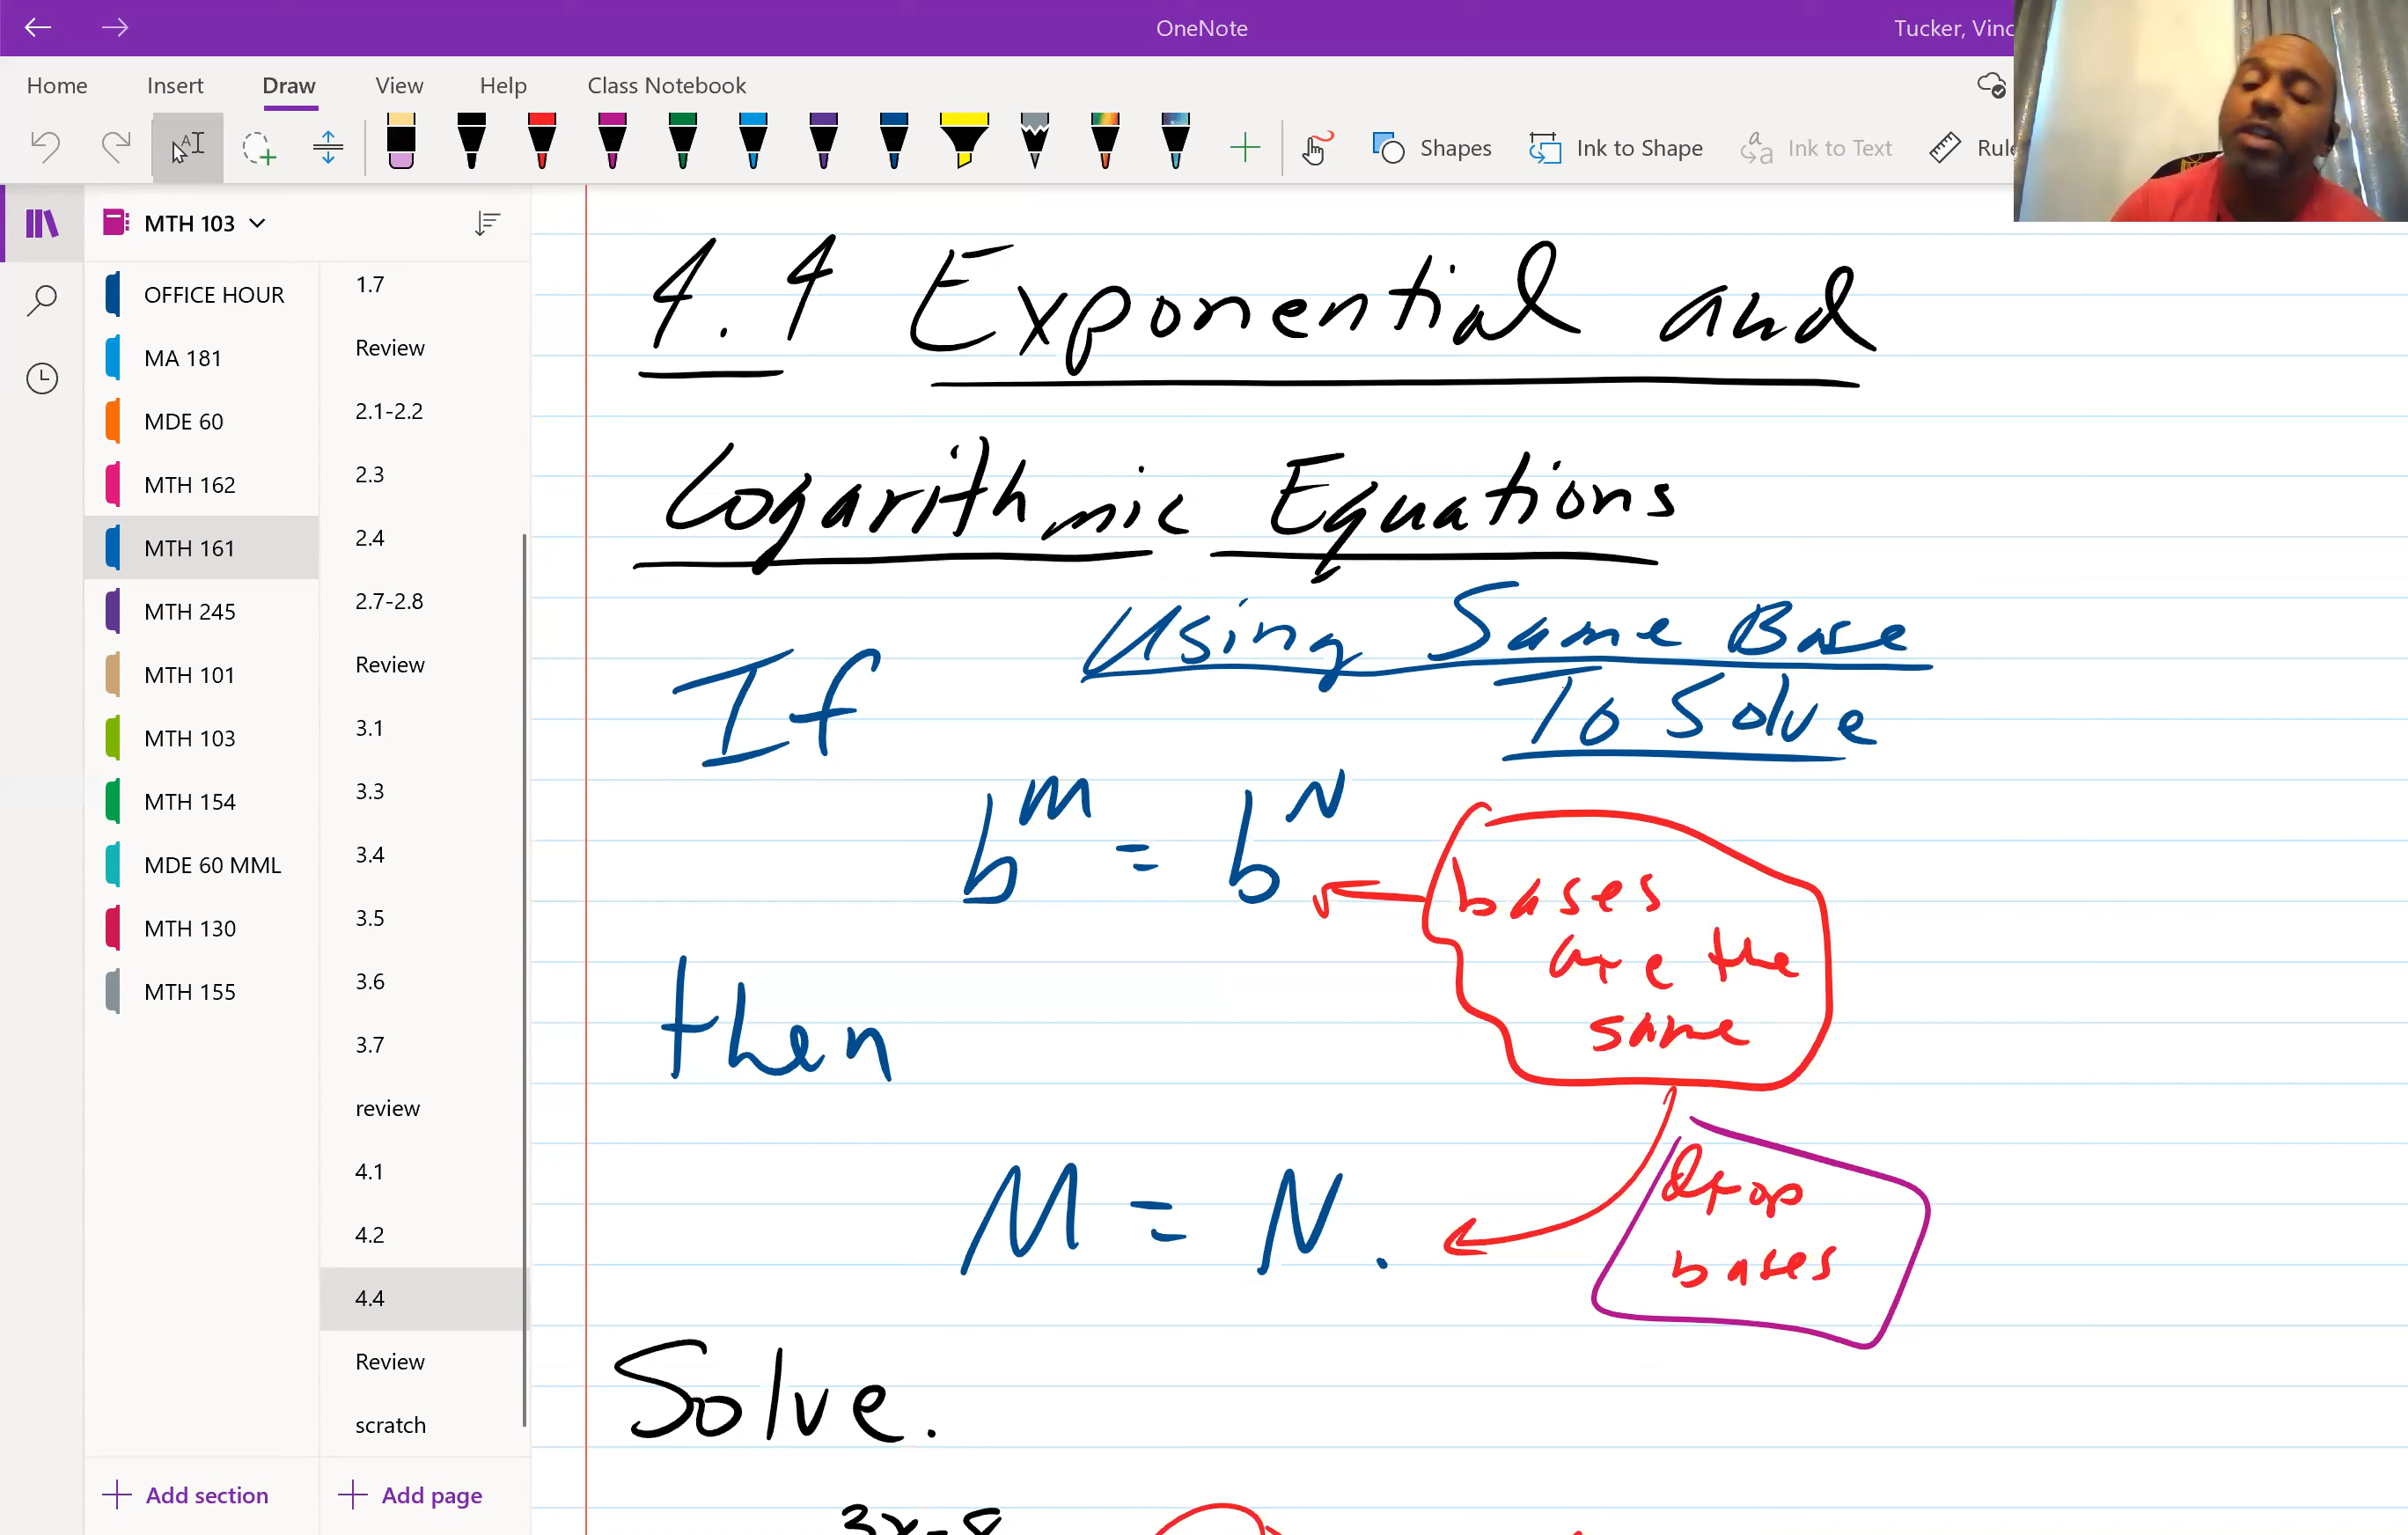 OneNote
Tucker, Vinc
Home Insert Draw View Help Class Notebook
Shapes Ink to Shape Ink to Text Rule
MTH 103
OFFICE HOUR
MA 181
MDE 60
MTH 162
MTH 161
MTH 245
MTH 101
MTH 103
MTH 154
MDE 60 MML
MTH 130
MTH 155
Add section
1.7
Review
2.1-2.2
2.3
2.4
2.7-2.8
Review
3.1
3.3
3.4
3.5
3.6
3.7
review
4.1
4.2
4.4
Review
scratch
Add page
4.4 Exponential and
Logarithmic Equations
Using Same Base
To Solve
If
b^M = b^N
bases
are the
same
then
M = N.
drop
bases
Solve.
3x-8